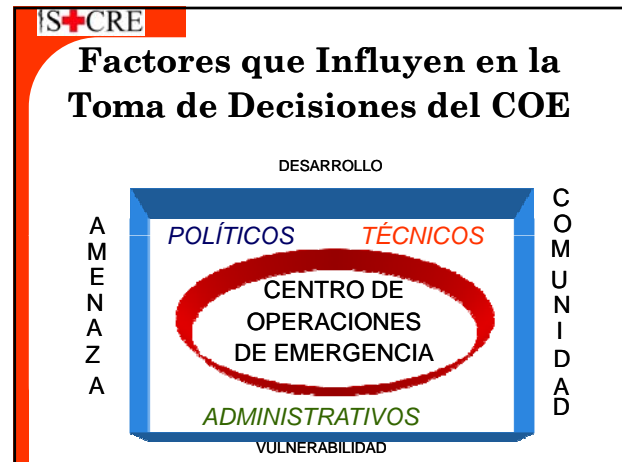 IS+CRE
Factores que Influyen en la
Toma de Decisiones del COE
DESARROLLO
AMENAZA
COMUNIDAD
POLÍTICOS TÉCNICOS
CENTRO DE
OPERACIONES
DE EMERGENCIA
ADMINISTRATIVOS
VULNERABILIDAD